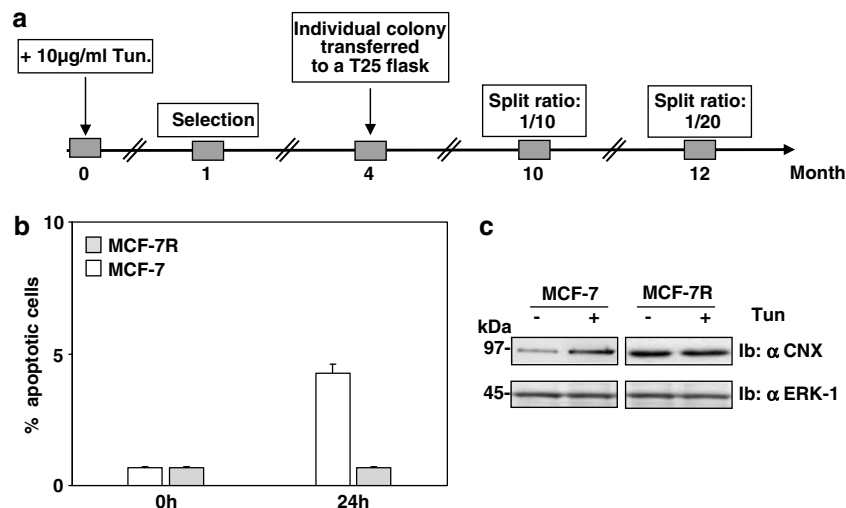 a
+ 10µg/ml Tun.
Individual colony
transferred
to a T25 flask
Selection
Split ratio:
1/10
Split ratio:
1/20
0 1 4 10 12 Month
b
10
5
0
% apoptotic cells
MCF-7R
MCF-7
0h 24h
c
MCF-7 MCF-7R
- + - + Tun
kDa
97- Ib: α CNX
45- Ib: α ERK-1